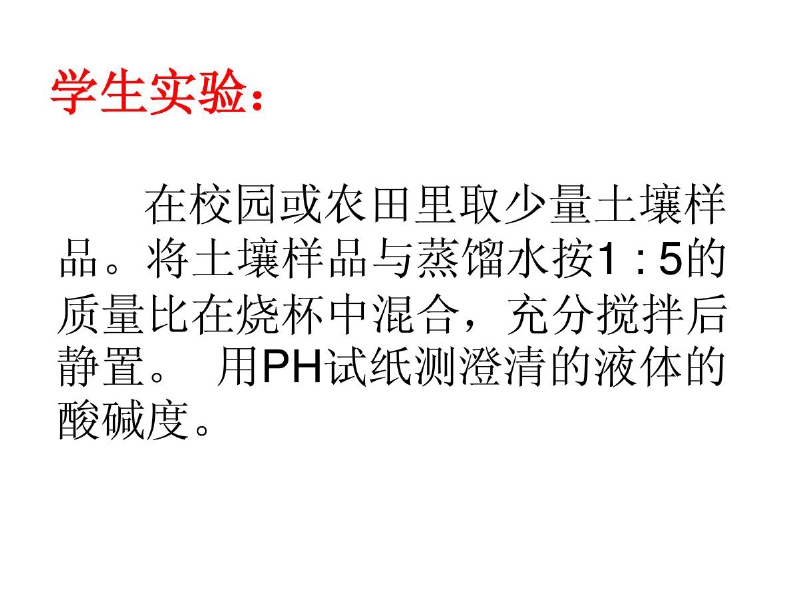 学生实验：
在校园或农田里取少量土壤样
品。将土壤样品与蒸馏水按1：5的
质量比在烧杯中混合，充分搅拌后
静置。 用PH试纸测澄清的液体的
酸碱度。